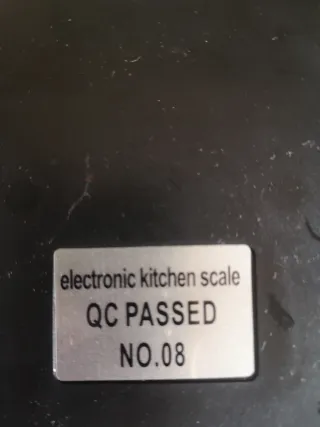 electronic kitchen scale
QC PASSED
NO.08